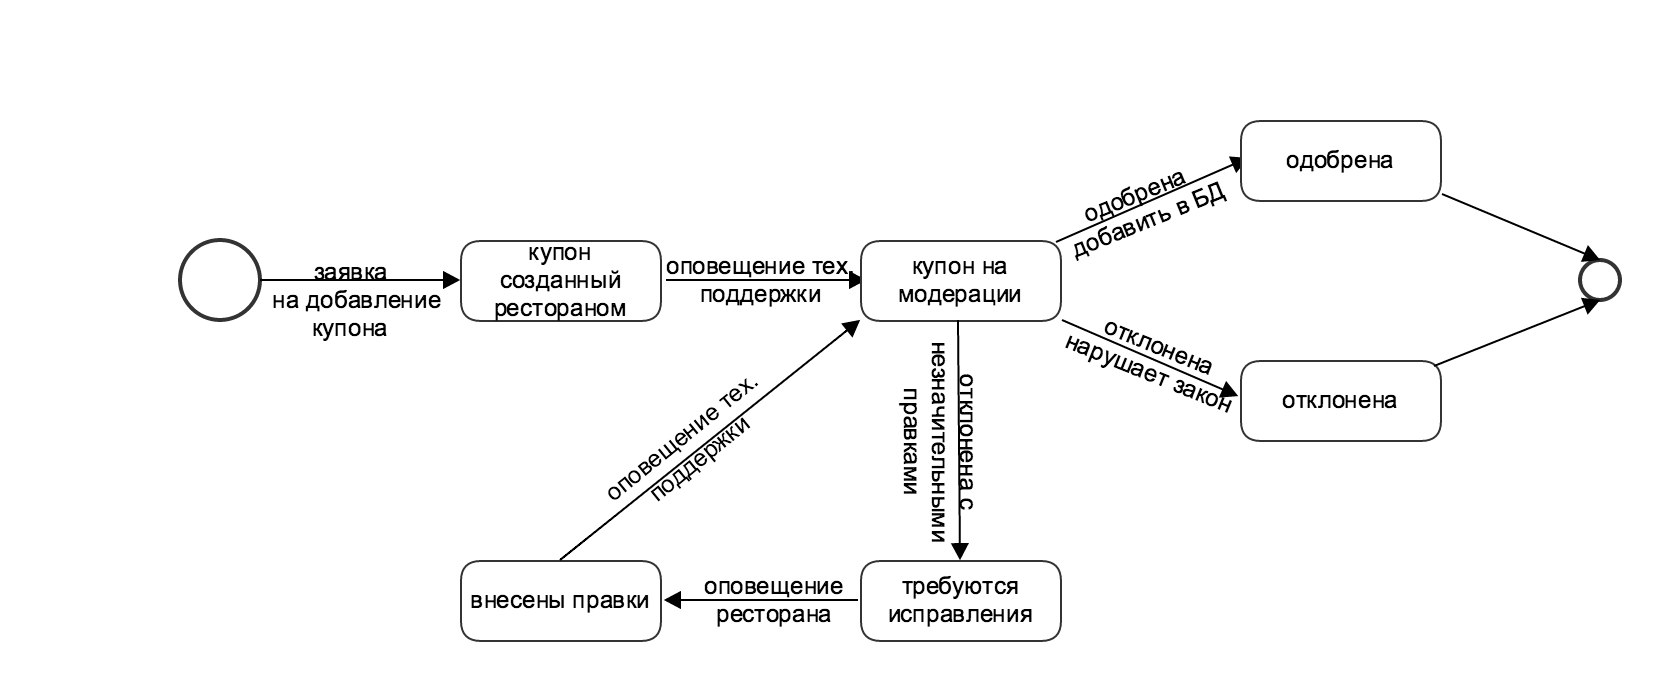 заявка
на добавление
купона
купон
созданный
рестораном
оповещение тех.
поддержки
купон на
модерации
одобрена
добавить в БД
одобрена
отклонена
нарушает закон
отклонена
отклонена с
незначительными
правками
оповещение тех.
поддержки
внесены правки
оповещение
ресторана
требуются
исправления